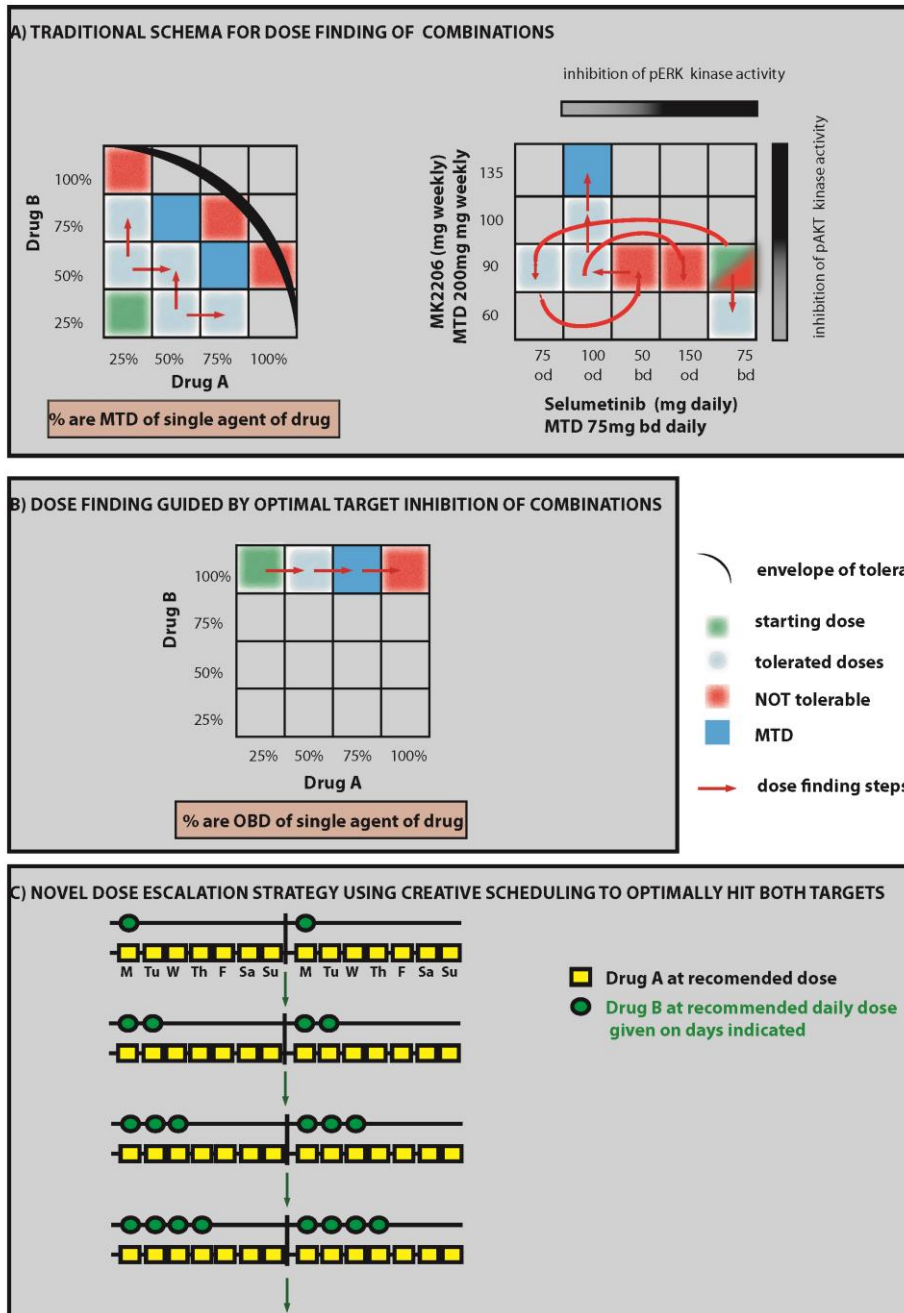 A) TRADITIONAL SCHEMA FOR DOSE FINDING OF COMBINATIONS
Drug B
100%
75%
50%
25%
25% 50% 75% 100%
Drug A
% are MTD of single agent of drug
inhibition of pERK kinase activity
inhibition of pAKT kinase activity
MK2206 (mg weekly)
MTD 200mg mg weekly
135
100
90
60
75 100 50 150 75
od od bd od bd
Selumetinib (mg daily)
MTD 75mg bd daily
B) DOSE FINDING GUIDED BY OPTIMAL TARGET INHIBITION OF COMBINATIONS
Drug B
100%
75%
50%
25%
25% 50% 75% 100%
Drug A
% are OBD of single agent of drug
envelope of tolera
starting dose
tolerated doses
NOT tolerable
MTD
dose finding steps
C) NOVEL DOSE ESCALATION STRATEGY USING CREATIVE SCHEDULING TO OPTIMALLY HIT BOTH TARGETS
M Tu W Th F Sa Su M Tu W Th F Sa Su
Drug A at recomended dose
Drug B at recommended daily dose
given on days indicated